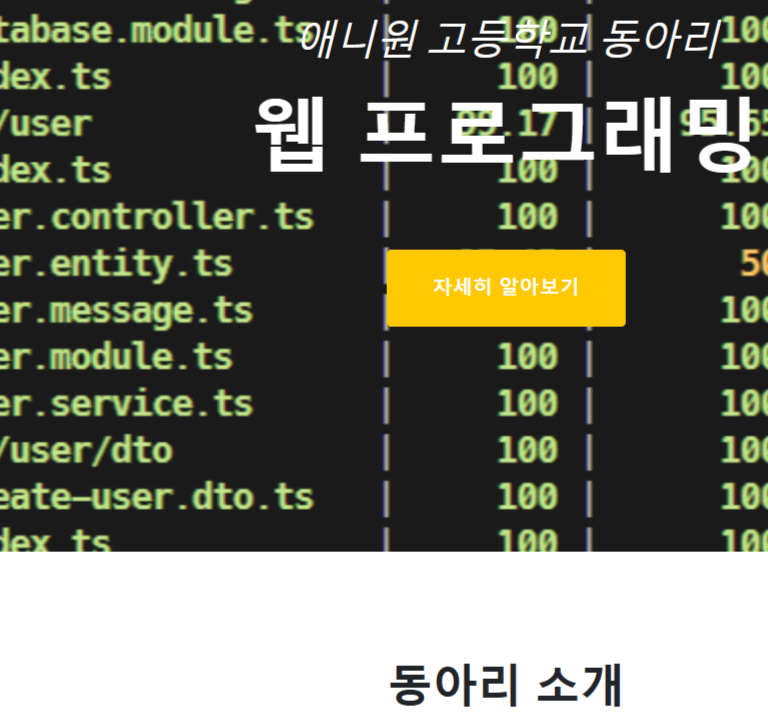 tabase.module.ts 100 100
애니원 고등학교 동아리
dex.ts | 100 | 100
/user | 99.17 | 95.65
웹 프로그래밍
dex.ts | 100 | 100
er.controller.ts | 100 | 100
er.entity.ts 50
자세히 알아보기
er.message.ts 100
er.module.ts | 100 | 100
er.service.ts | 100 | 100
/user/dto | 100 | 100
eate-user.dto.ts | 100 | 100
dex.ts | 100 | 100
동아리 소개